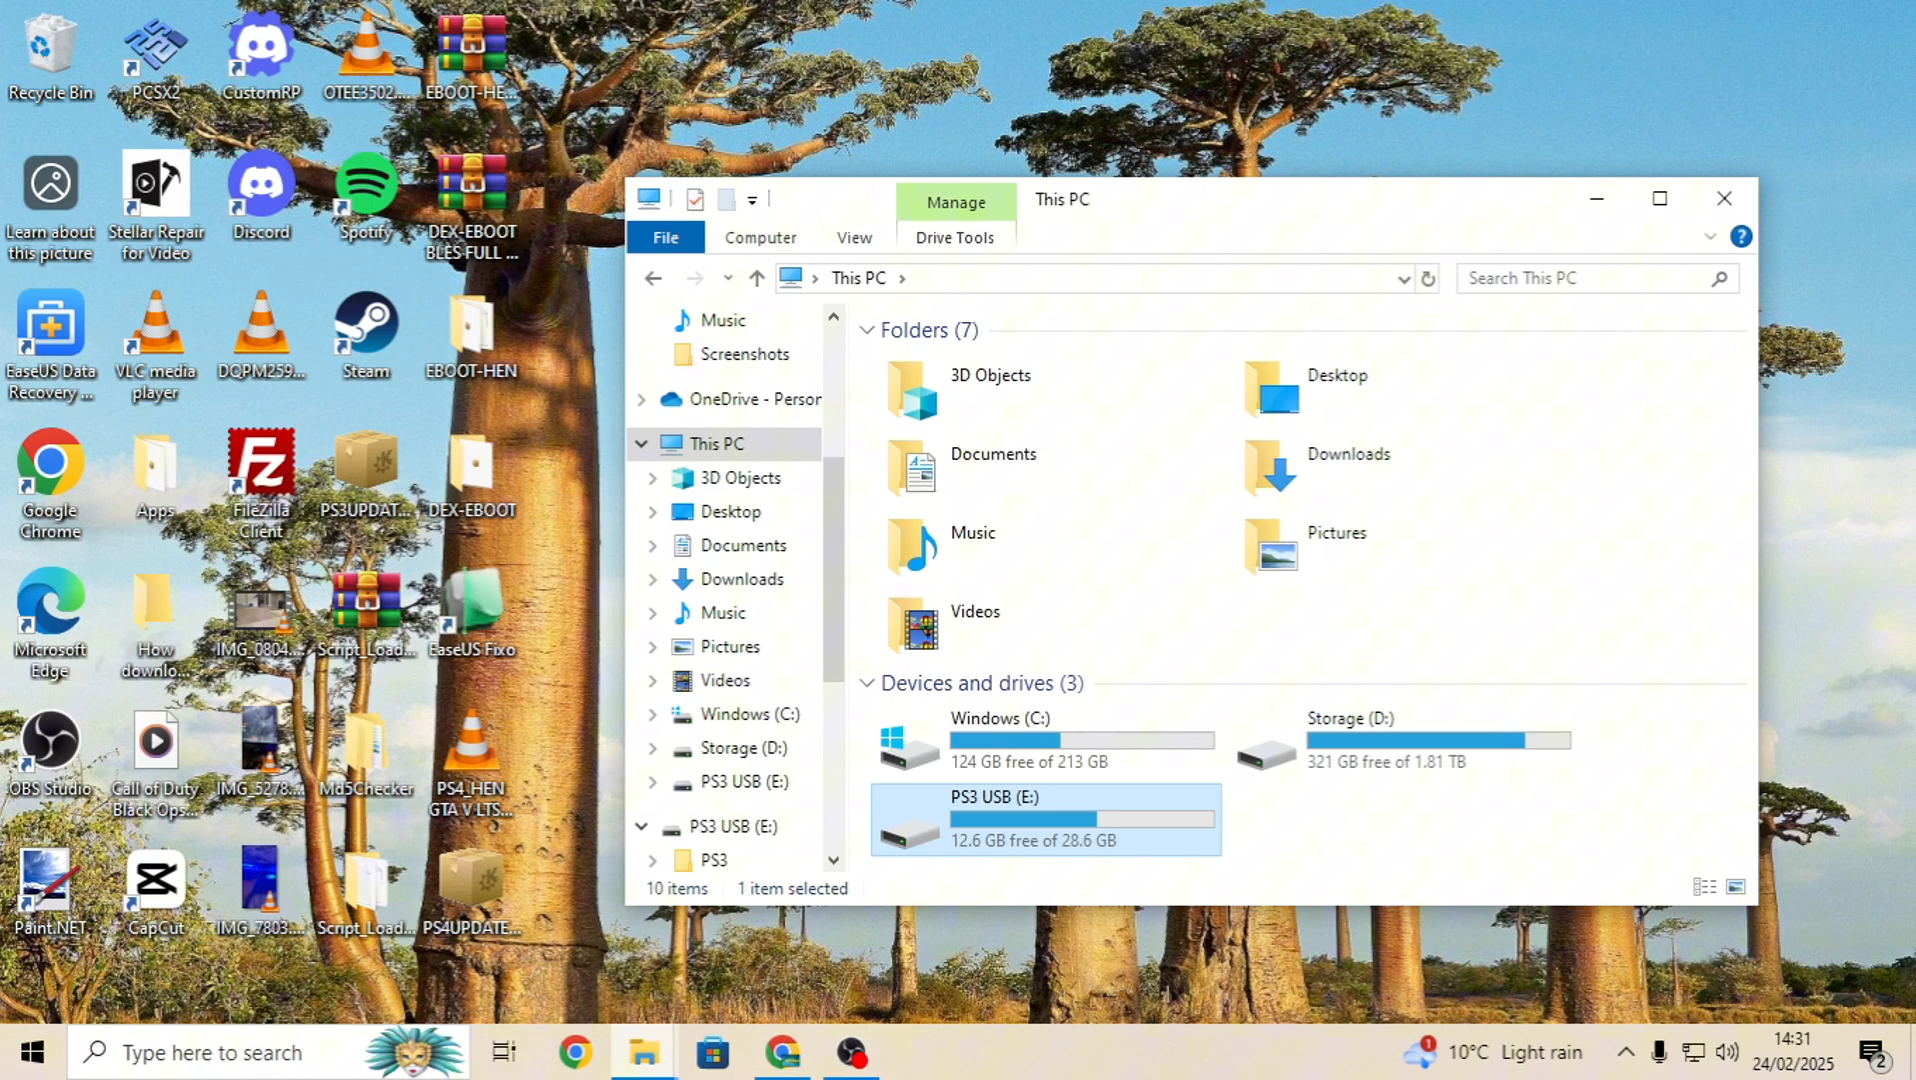 Recycle Bin
PCSX2
CustomRP
OTEE3502....
EBOOT-HE...
Learn about
this picture
Stellar Repair
for Video
Discord
Spotify
DEX-EBOOT
BLES FULL ...
EaseUS Data
Recovery ...
VLC media
player
DQPM259...
Steam
EBOOT-HEN
Google
Chrome
Apps
FileZilla
Client
PS3UPDAT...
DEX-EBOOT
Microsoft
Edge
How
downlo...
IMG_0804....
Script_Load...
EaseUS Fixo
OBS Studio
Call of Duty
Black Ops...
IMG_5278....
Md5Checker
PS4_HEN
GTA V LTS...
Paint.NET
CapCut
IMG_7803....
Script_Load...
PS4UPDATE...
Manage
This PC
File
Computer
View
Drive Tools
This PC
Search This PC
Music
Screenshots
OneDrive - Person
This PC
3D Objects
Desktop
Documents
Downloads
Music
Pictures
Videos
Windows (C:)
Storage (D:)
PS3 USB (E:)
PS3 USB (E:)
PS3
Folders (7)
3D Objects
Desktop
Documents
Downloads
Music
Pictures
Videos
Devices and drives (3)
Windows (C:)
124 GB free of 213 GB
Storage (D:)
321 GB free of 1.81 TB
PS3 USB (E:)
12.6 GB free of 28.6 GB
10 items
1 item selected
Type here to search
1
10°C Light rain
14:31
24/02/2025
2